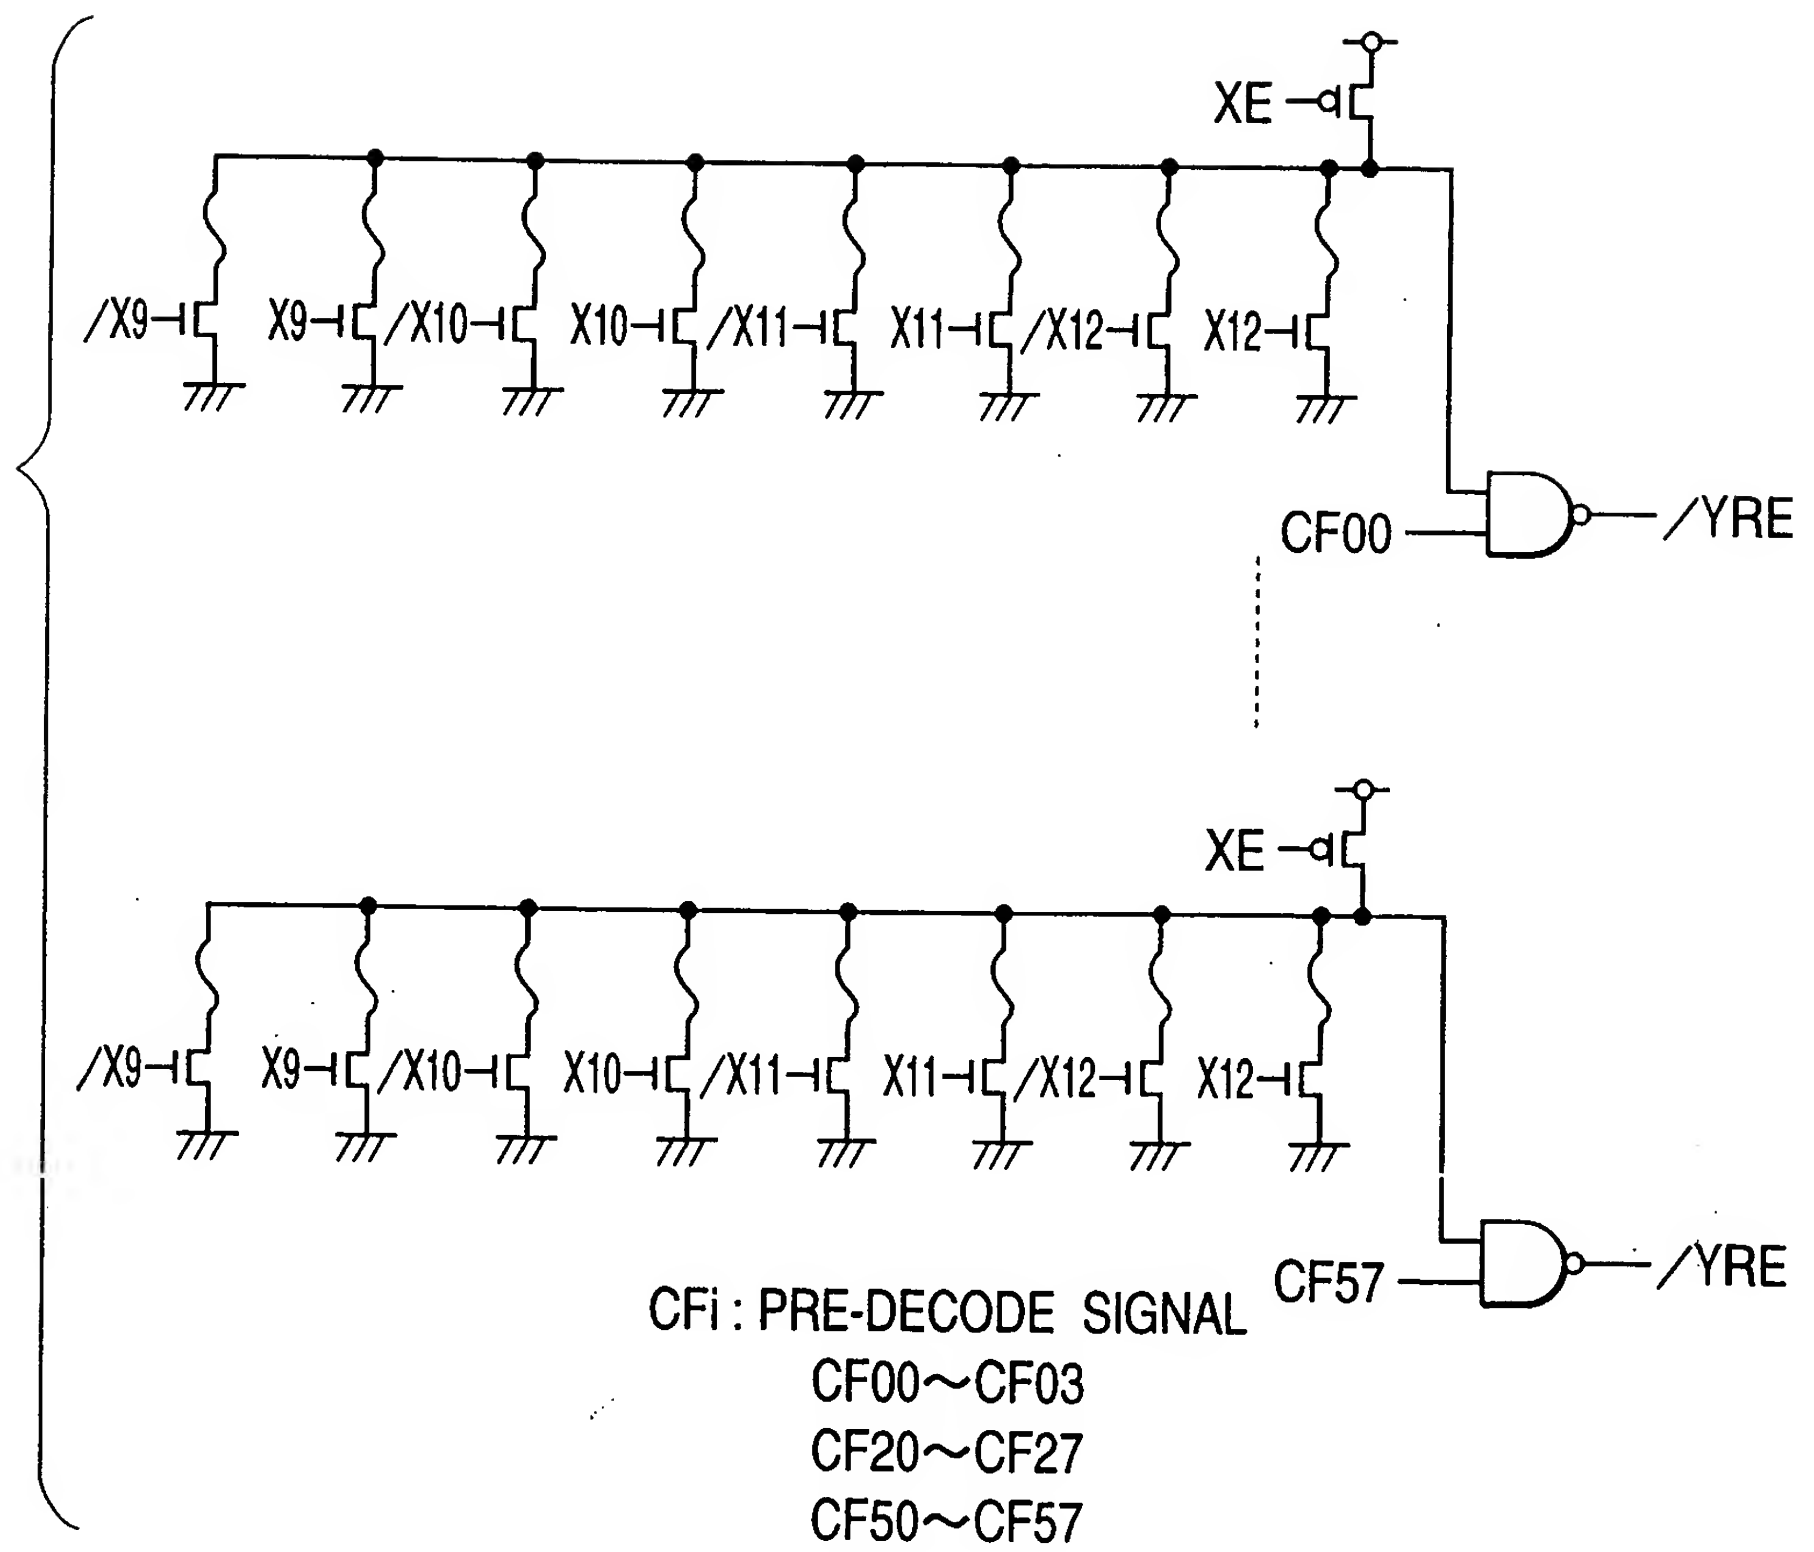 XE
/X9 X9 /X10 X10 /X11 X11 /X12 X12
CF00 /YRE
XE
/X9 X9 /X10 X10 /X11 X11 /X12 X12
CF57 /YRE
CFi : PRE-DECODE SIGNAL
CF00～CF03
CF20～CF27
CF50～CF57